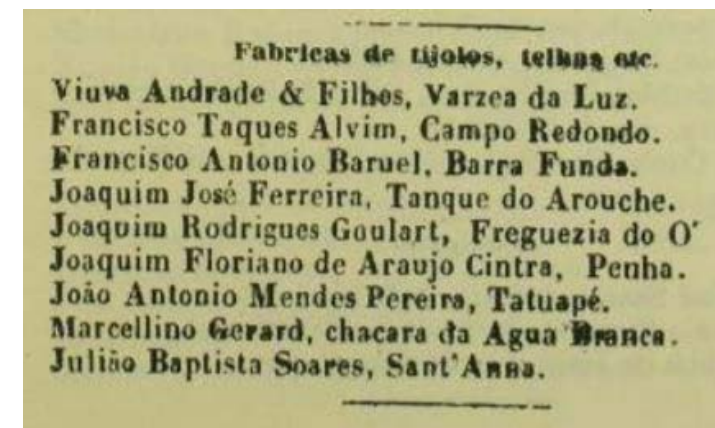 Fabricas de tijolos, telhas etc.
Viuva Andrade & Filhos, Varzea da Luz.
Francisco Taques Alvim, Campo Redondo.
Francisco Antonio Baruel, Barra Funda.
Joaquim José Ferreira, Tanque do Arouche.
Joaquim Rodrigues Goulart, Freguezia do O'
Joaquim Floriano de Araujo Cintra, Penha.
João Antonio Mendes Pereira, Tatuapé.
Marcellino Gerard, chacara da Agua Branca.
Julião Baptista Soares, Sant'Anna.